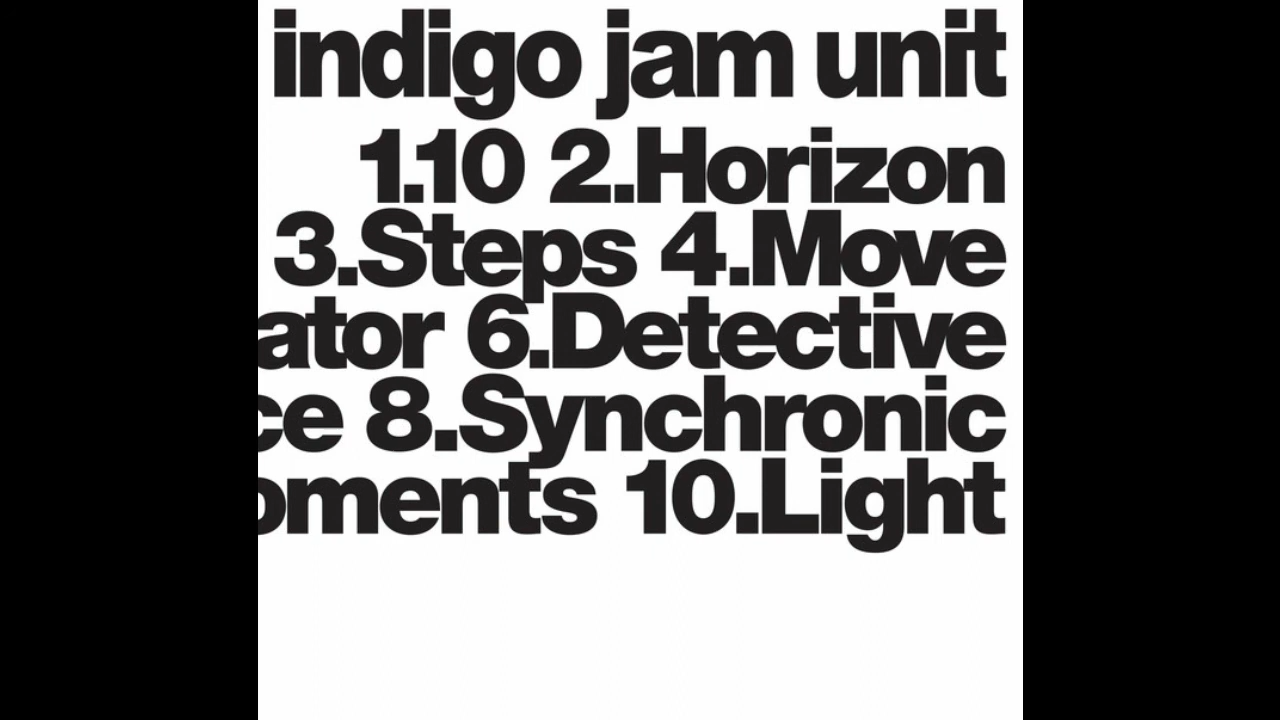 indigo jam unit
1.10 2.Horizon
3.Steps 4.Move
ator 6.Detective
ce 8.Synchronic
oments 10.Light